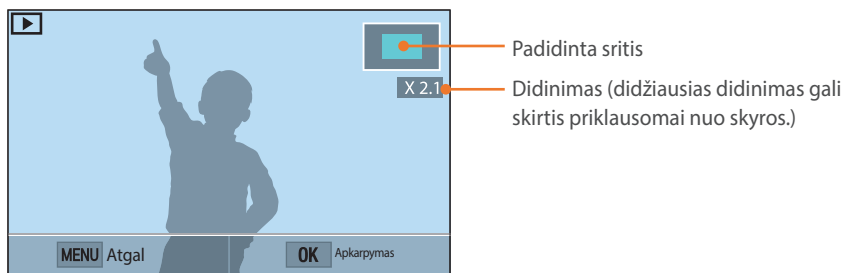 Padidinta sritis
X 2.1
Didinimas (didžiausias didinimas gali
skirtis priklausomai nuo skyros.)
MENU Atgal
OK Apkarpymas